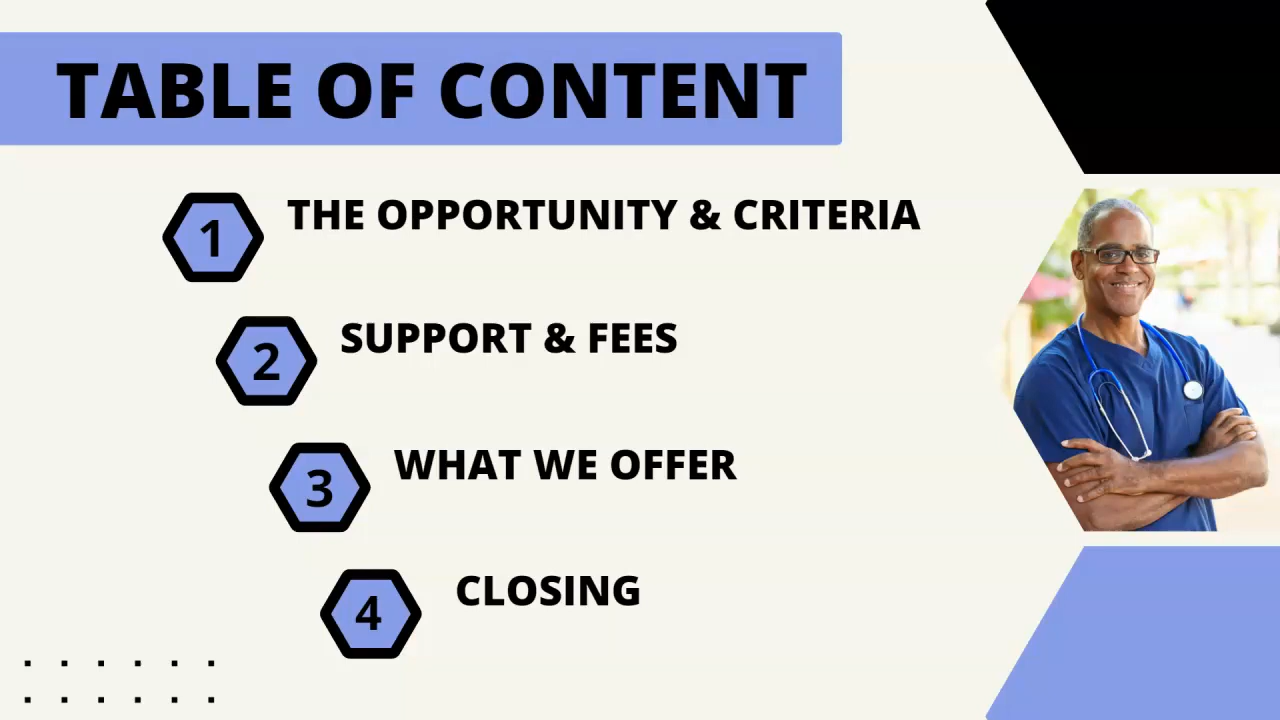 TABLE OF CONTENT
1 THE OPPORTUNITY & CRITERIA
2 SUPPORT & FEES
3 WHAT WE OFFER
4 CLOSING